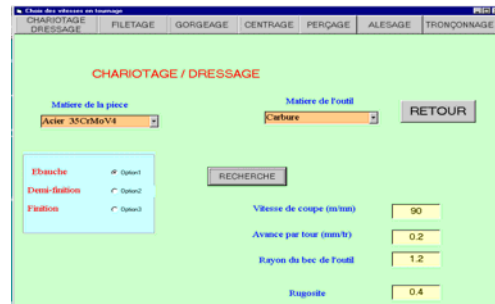 Choix des vitesses en tournage
CHARIOTAGE DRESSAGE FILETAGE GORGEAGE CENTRAGE PERÇAGE ALESAGE TRONÇONNAGE
CHARIOTAGE / DRESSAGE
Matiere de la piece Matiere de l'outil
Acier 35CrMoV4 Carbure RETOUR
Ebauche Option1
RECHERCHE
Demi-finition Option2
Finition Option3
Vitesse de coupe (m/mn) 90
Avance par tour (mm/tr) 0.2
Rayon du bec de l'outil 1.2
Rugosite 0.4